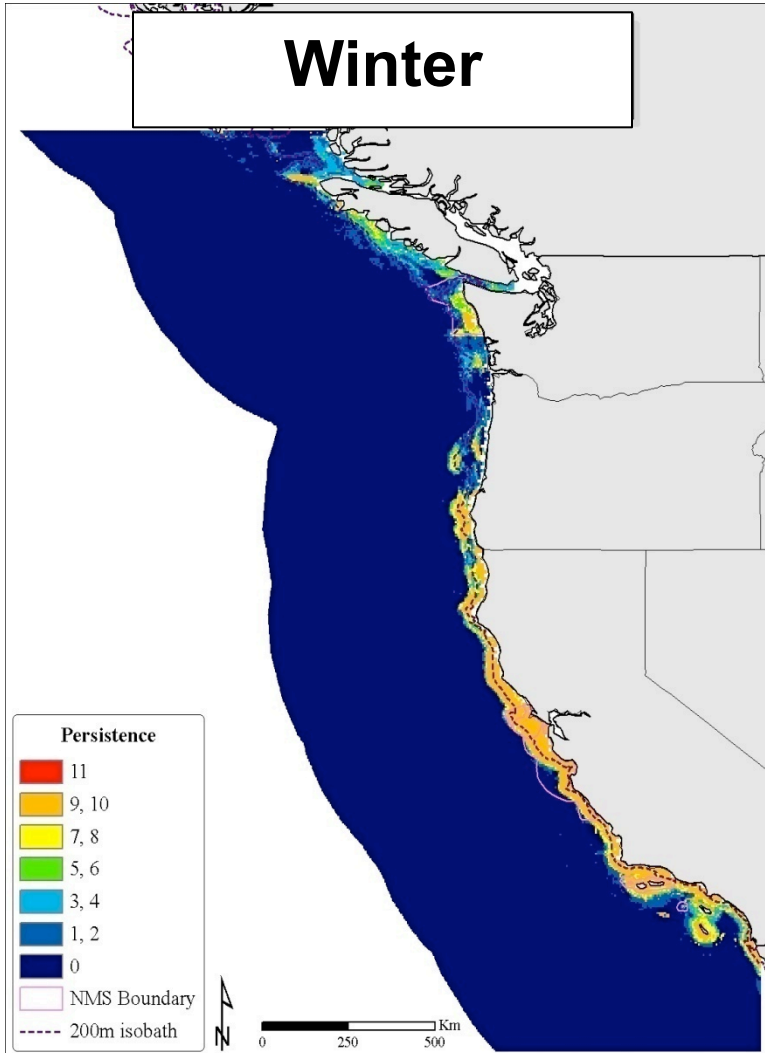 Winter
Persistence
11
9, 10
7, 8
5, 6
3, 4
1, 2
0
NMS Boundary
200m isobath
N
Km
0 250 500